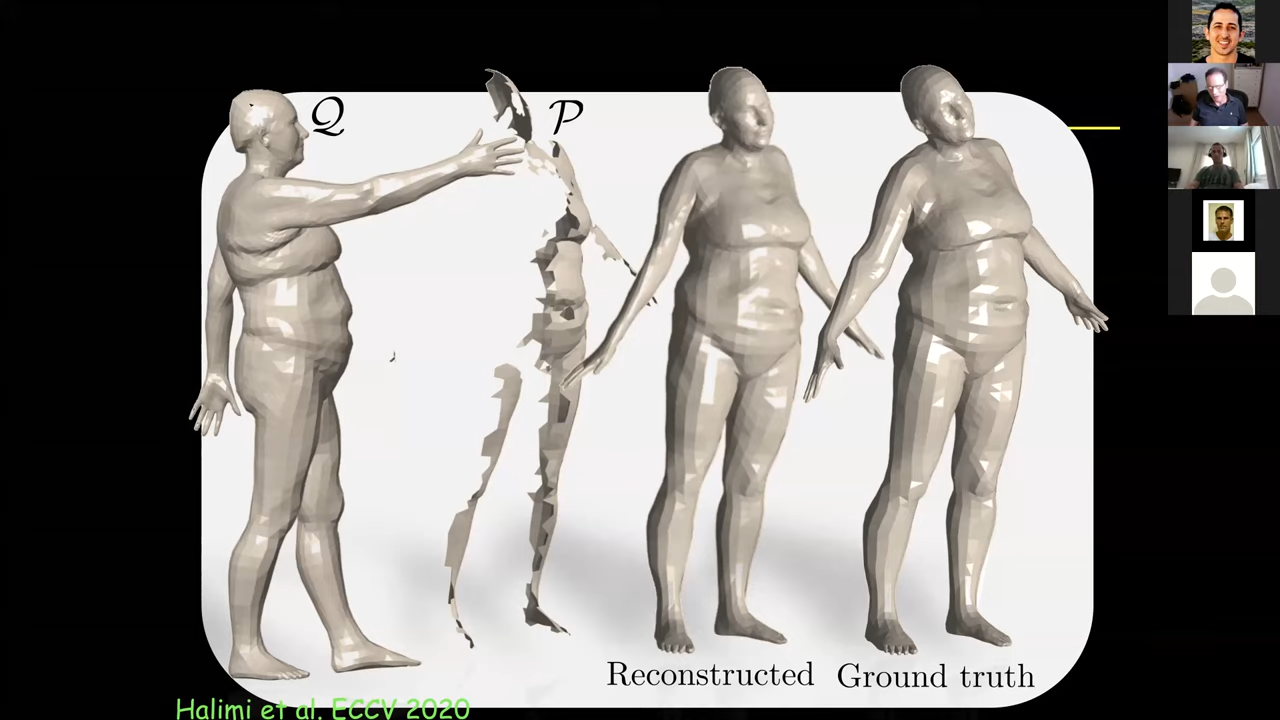 Q
P
Reconstructed
Ground truth
Halimi et al. ECCV 2020